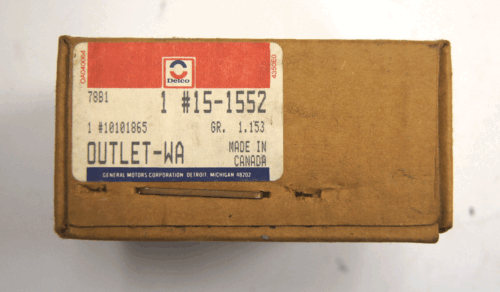 Delco
78B1 1 #15-1552
1 #10101865 GR. 1.153
OUTLET-WA MADE IN
CANADA
GENERAL MOTORS CORPORATION DETROIT, MICHIGAN 48202